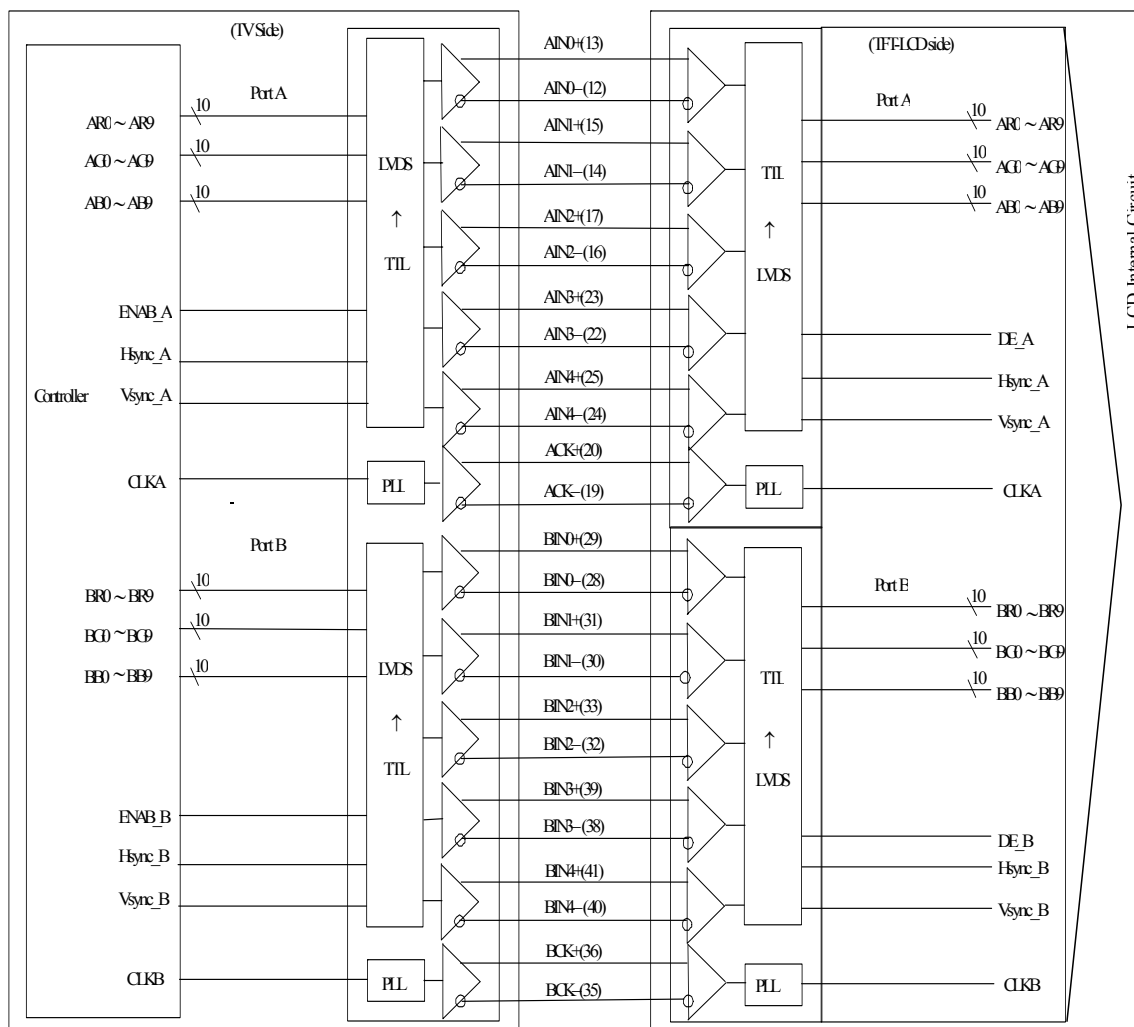 (TV Side)
(TFT-LCD side)
AIN0+(13)
AIN0-(12)
Port A
10
AR0 ~ AR9
AIN1+(15)
Port A
10
AR0 ~ AR9
10
AG0 ~ AG9
LVDS
↑
TTL
AIN1-(14)
TTL
↑
LVDS
10
AG0 ~ AG9
10
AB0 ~ AB9
AIN2+(17)
10
AB0 ~ AB9
AIN2-(16)
LCD Internal Circuit
ENAB_A
AIN3+(23)
AIN3-(22)
DE_A
Hsync_A
AIN4+(25)
Hsync_A
Controller
Vsync_A
AIN4-(24)
Vsync_A
ACK+(20)
CLKA
PLL
ACK-(19)
PLL
CLKA
-
Port B
BIN0+(29)
BIN0-(28)
Port B
10
BR0 ~ BR9
BIN1+(31)
10
BR0 ~ BR9
10
BG0 ~ BG9
LVDS
↑
TTL
BIN1-(30)
TTL
↑
LVDS
10
BG0 ~ BG9
10
BB0 ~ BB9
BIN2+(33)
10
BB0 ~ BB9
BIN2-(32)
ENAB_B
BIN3+(39)
BIN3-(38)
DE_B
Hsync_B
BIN4+(41)
Hsync_B
Vsync_B
BIN4-(40)
Vsync_B
BCK+(36)
CLKB
PLL
BCK-(35)
PLL
CLKB